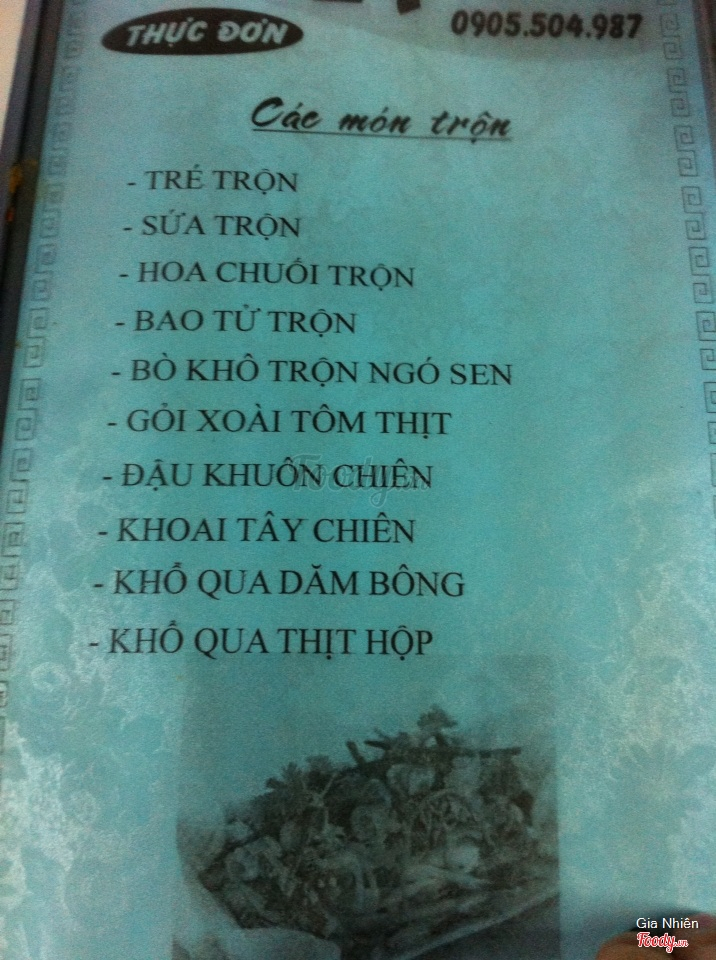 THỰC ĐƠN
0905.504.987
Các món trộn
- TRÉ TRỘN
- SỨA TRỘN
- HOA CHUỐI TRỘN
- BAO TỬ TRỘN
- BÒ KHÔ TRỘN NGÓ SEN
- GỎI XOÀI TÔM THỊT
- ĐẬU KHUÔN CHIÊN
- KHOAI TÂY CHIÊN
- KHỔ QUA DĂM BÔNG
- KHỔ QUA THỊT HỘP
Foody.vn
Gia Nhiên
Foody.vn